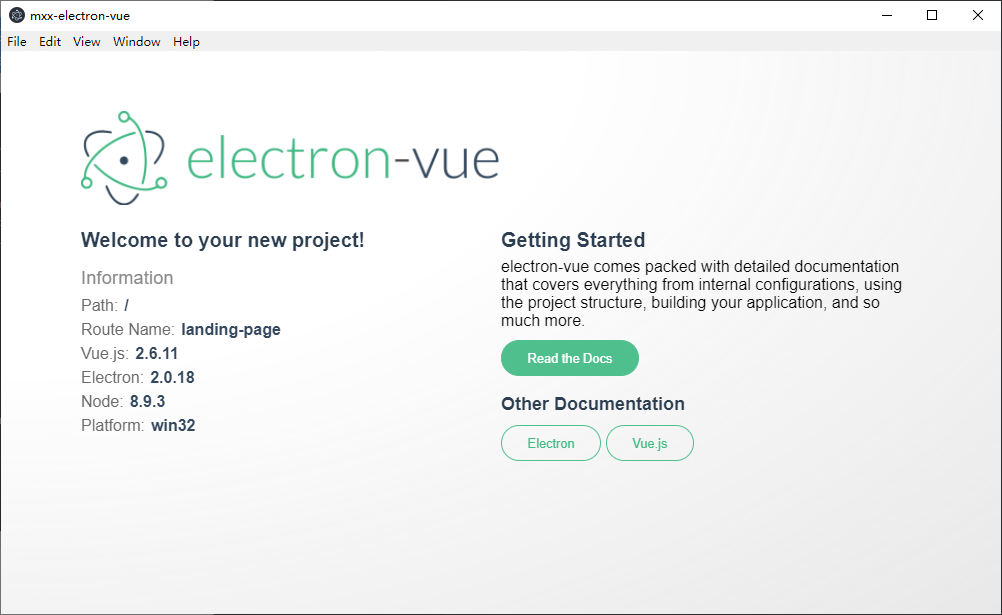 mxx-electron-vue
File Edit View Window Help
electron-vue
Welcome to your new project!
Information
Path: /
Route Name: landing-page
Vue.js: 2.6.11
Electron: 2.0.18
Node: 8.9.3
Platform: win32
Getting Started
electron-vue comes packed with detailed documentation
that covers everything from internal configurations, using
the project structure, building your application, and so
much more.
Read the Docs
Other Documentation
Electron Vue.js